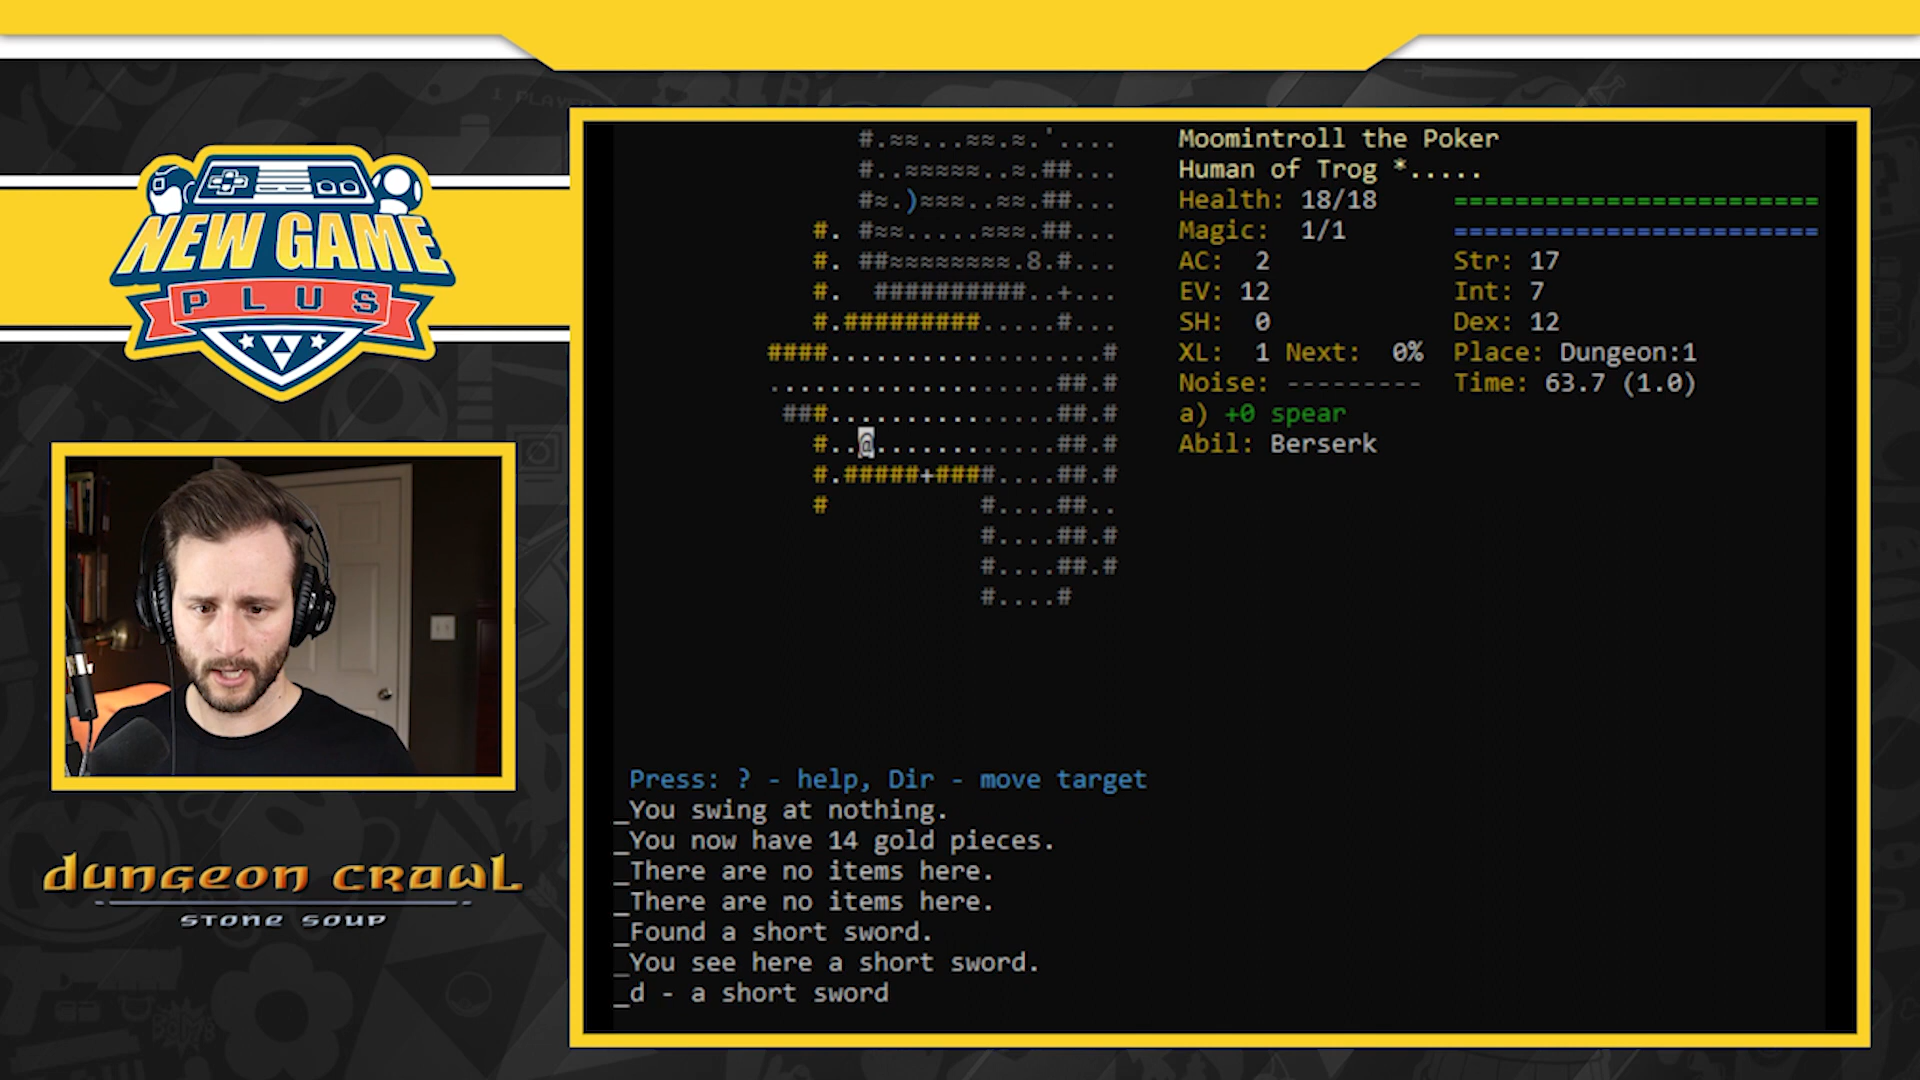 NEW GAME
PLUS
dungeon crawl
stone soup
#.≈≈...≈≈.≈.'....
#..≈≈≈≈≈..≈.##...
#≈.)≈≈≈..≈≈.##...
#. #≈≈.....≈≈≈.##...
#. ##≈≈≈≈≈≈≈≈.8.#...
#. ##########..+...
#.#########.....#...
####..................#
...................##.#
###...............##.#
#..@............##.#
#.#####+####....##.#
# #....##..
#....##.#
#....##.#
#....#
Moomintroll the Poker
Human of Trog *.....
Health: 18/18 ========================
Magic: 1/1 ========================
AC: 2 Str: 17
EV: 12 Int: 7
SH: 0 Dex: 12
XL: 1 Next: 0% Place: Dungeon:1
Noise: --------- Time: 63.7 (1.0)
a) +0 spear
Abil: Berserk
Press: ? - help, Dir - move target
_You swing at nothing.
_You now have 14 gold pieces.
_There are no items here.
_There are no items here.
_Found a short sword.
_You see here a short sword.
_d - a short sword